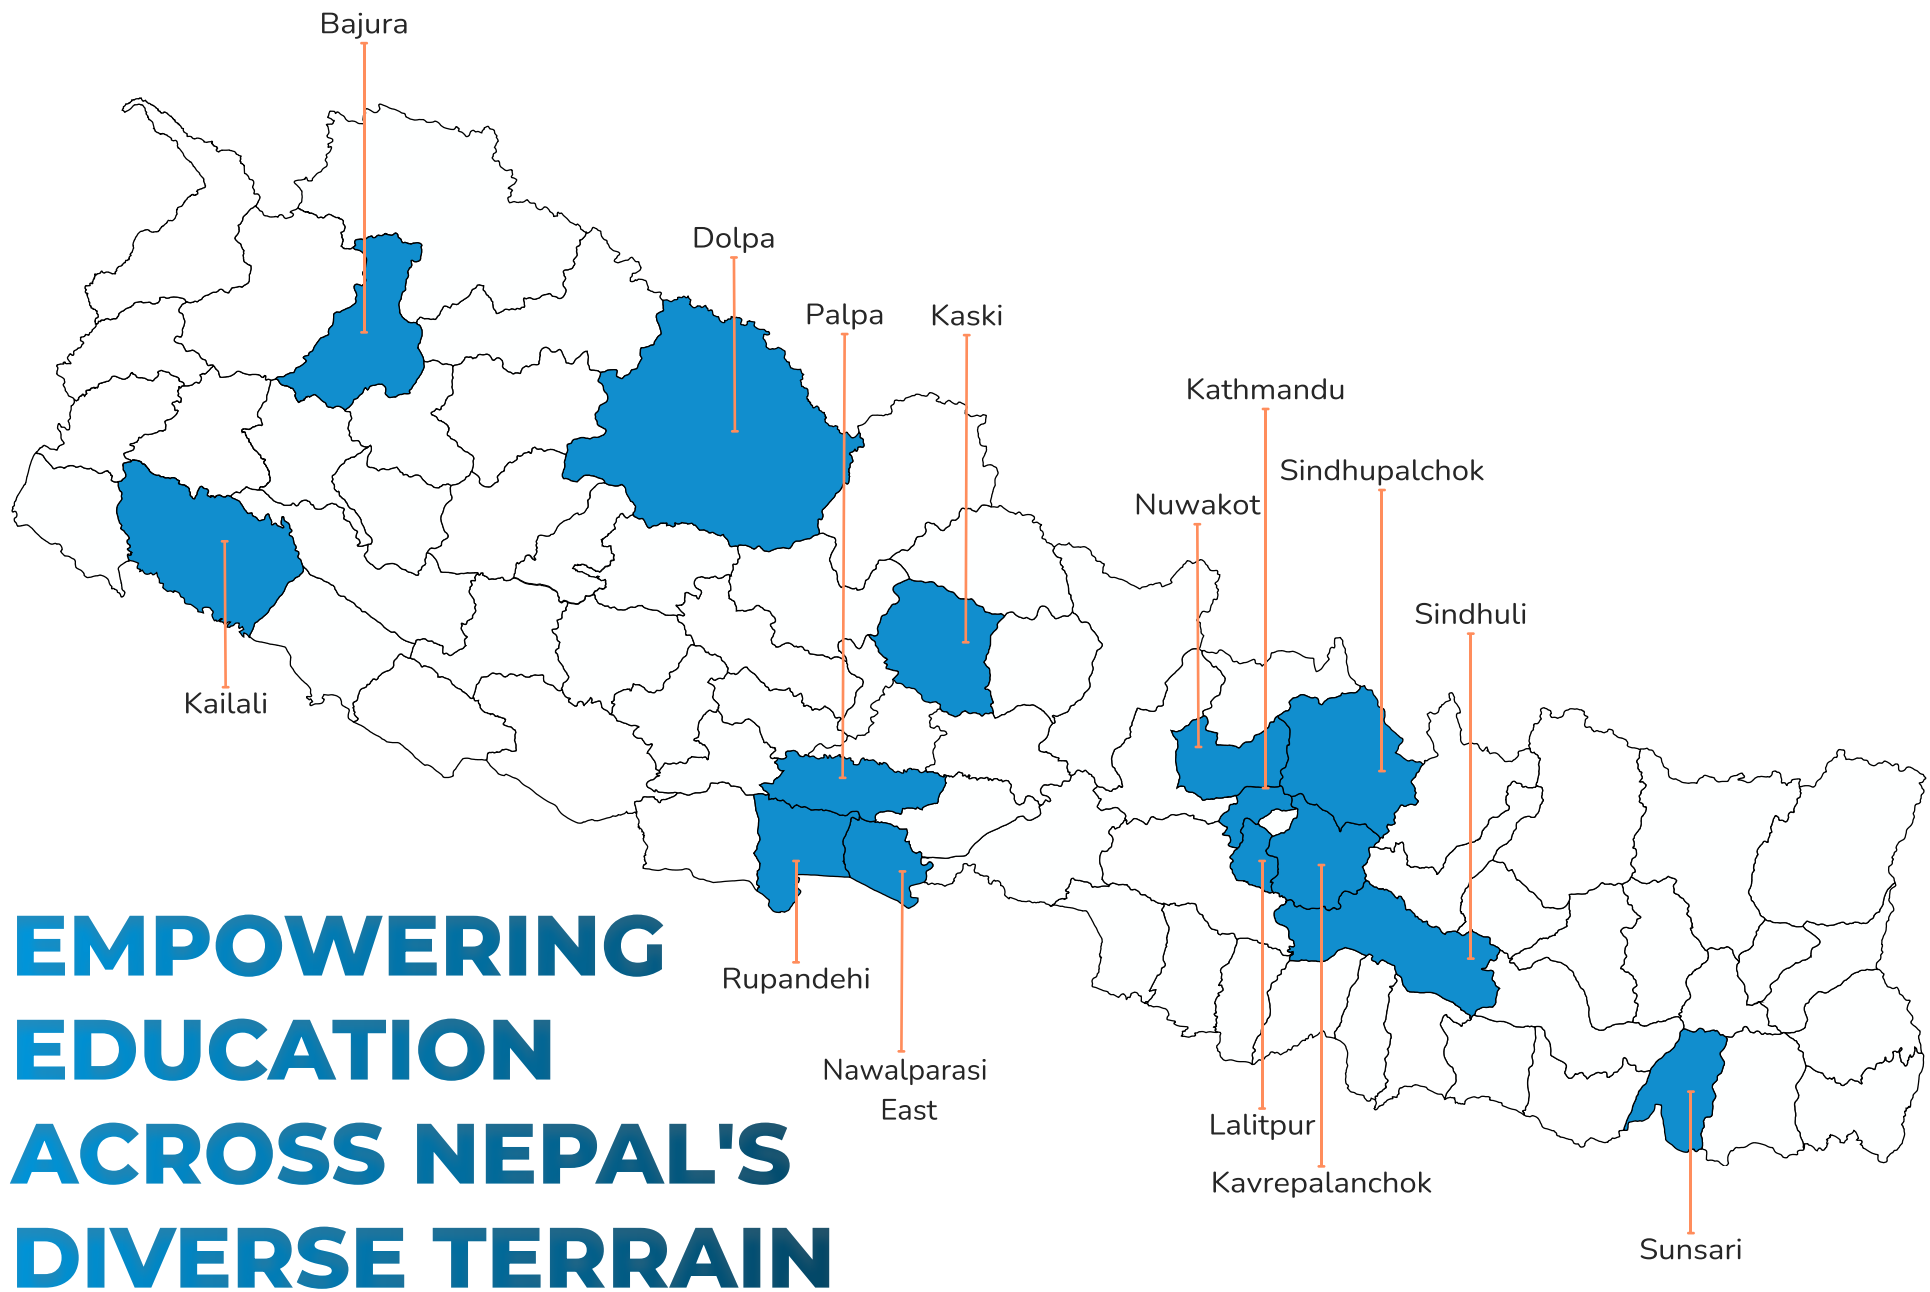 Bajura
Dolpa
Palpa
Kaski
Kathmandu
Sindhupalchok
Nuwakot
Sindhuli
Kailali
Rupandehi
Nawalparasi
East
Lalitpur
Kavrepalanchok
Sunsari
EMPOWERING
EDUCATION
ACROSS NEPAL'S
DIVERSE TERRAIN